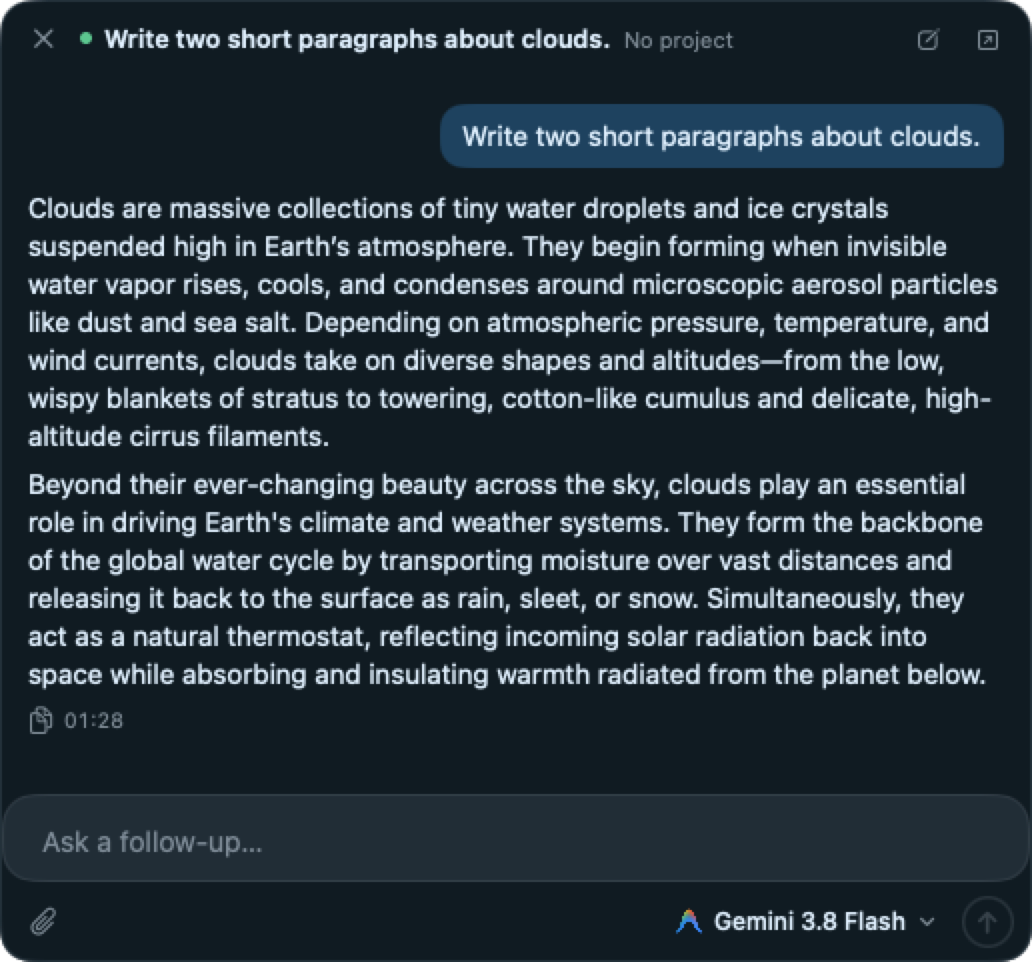 Write two short paragraphs about clouds. No project
Write two short paragraphs about clouds.
Clouds are massive collections of tiny water droplets and ice crystals
suspended high in Earth’s atmosphere. They begin forming when invisible
water vapor rises, cools, and condenses around microscopic aerosol particles
like dust and sea salt. Depending on atmospheric pressure, temperature, and
wind currents, clouds take on diverse shapes and altitudes—from the low,
wispy blankets of stratus to towering, cotton-like cumulus and delicate, high-
altitude cirrus filaments.
Beyond their ever-changing beauty across the sky, clouds play an essential
role in driving Earth's climate and weather systems. They form the backbone
of the global water cycle by transporting moisture over vast distances and
releasing it back to the surface as rain, sleet, or snow. Simultaneously, they
act as a natural thermostat, reflecting incoming solar radiation back into
space while absorbing and insulating warmth radiated from the planet below.
01:28
Ask a follow-up...
Gemini 3.8 Flash